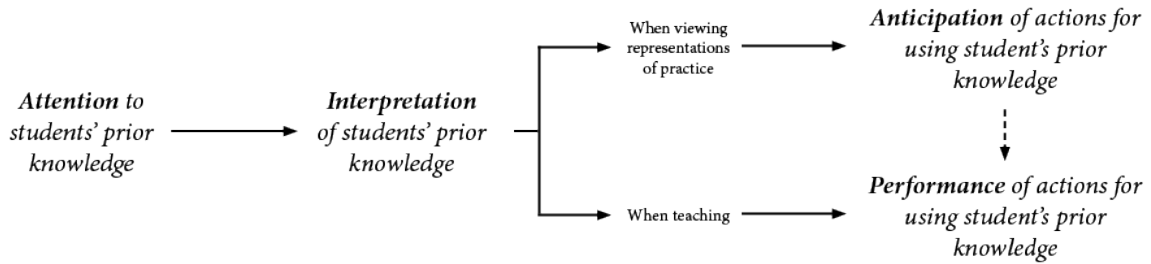 Attention to
students’ prior
knowledge
Interpretation
of students’ prior
knowledge
When viewing
representations
of practice
Anticipation of actions for
using student’s prior
knowledge
When teaching
Performance of actions for
using student’s prior
knowledge